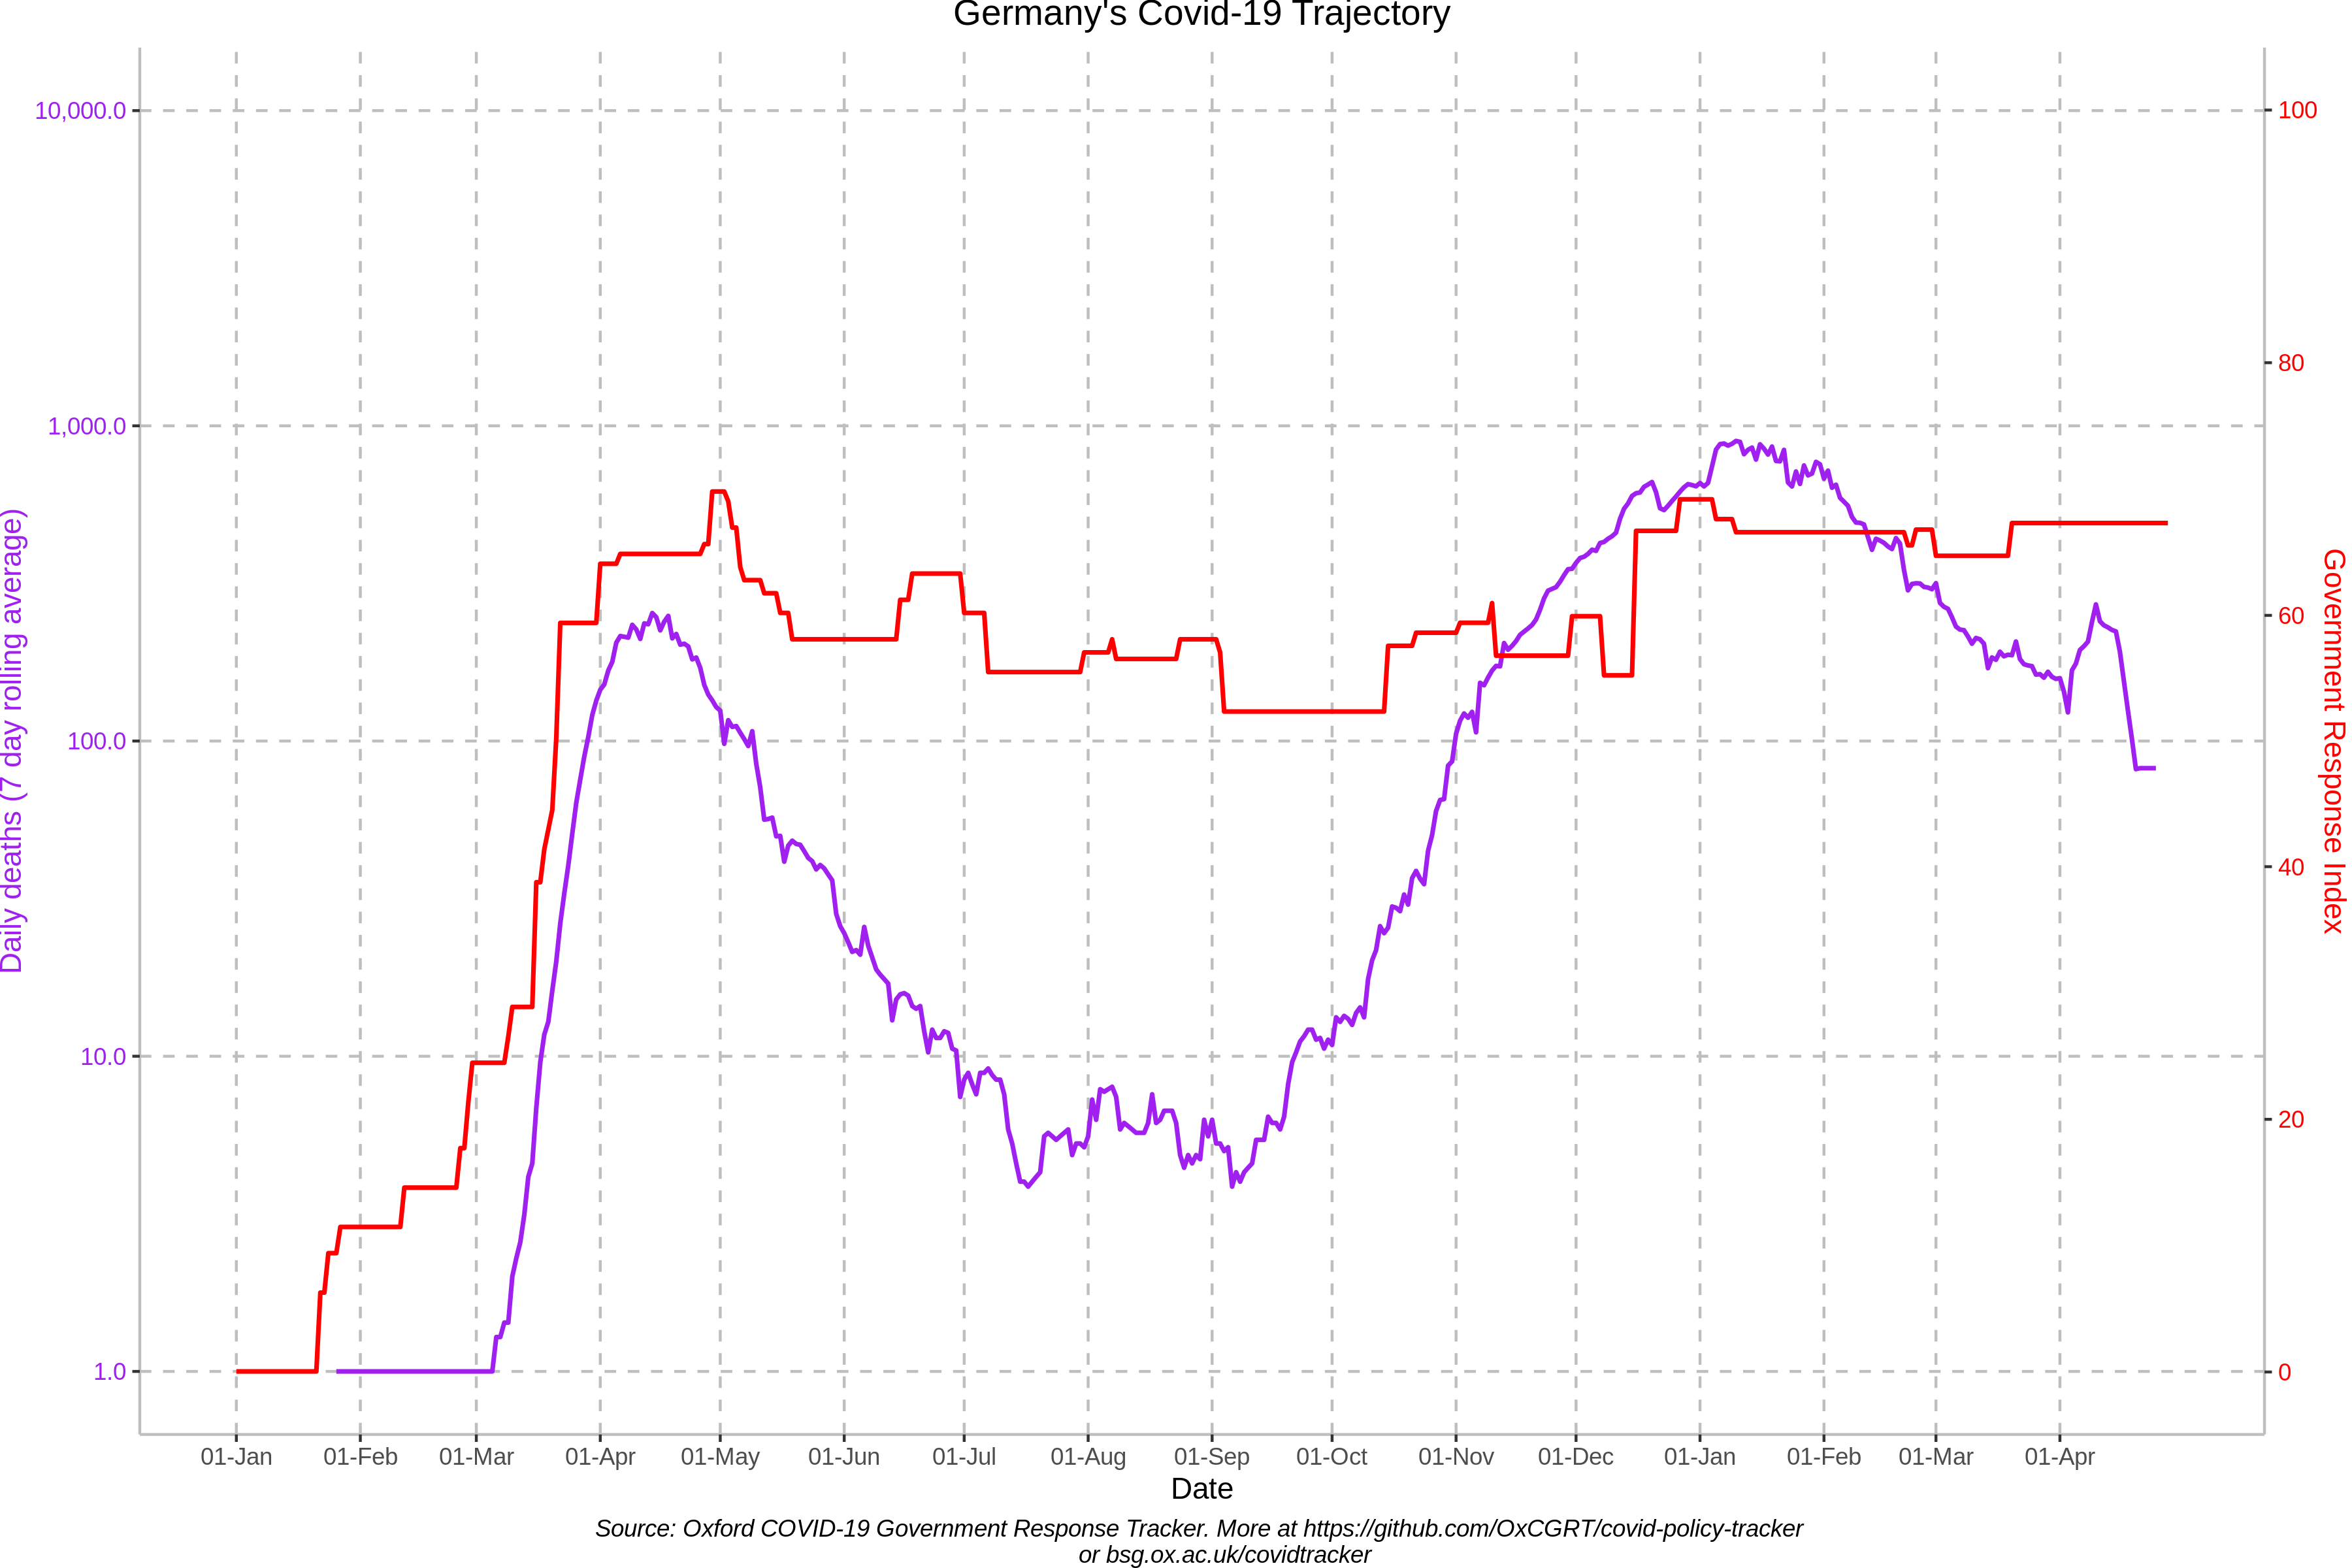 Germany's Covid-19 Trajectory
10,000.0
1,000.0
100.0
10.0
1.0
Daily deaths (7 day rolling average)
100
80
60
40
20
0
Government Response Index
01-Jan 01-Feb 01-Mar 01-Apr 01-May 01-Jun 01-Jul 01-Aug 01-Sep 01-Oct 01-Nov 01-Dec 01-Jan 01-Feb 01-Mar 01-Apr
Date
Source: Oxford COVID-19 Government Response Tracker. More at https://github.com/OxCGRT/covid-policy-tracker
or bsg.ox.ac.uk/covidtracker